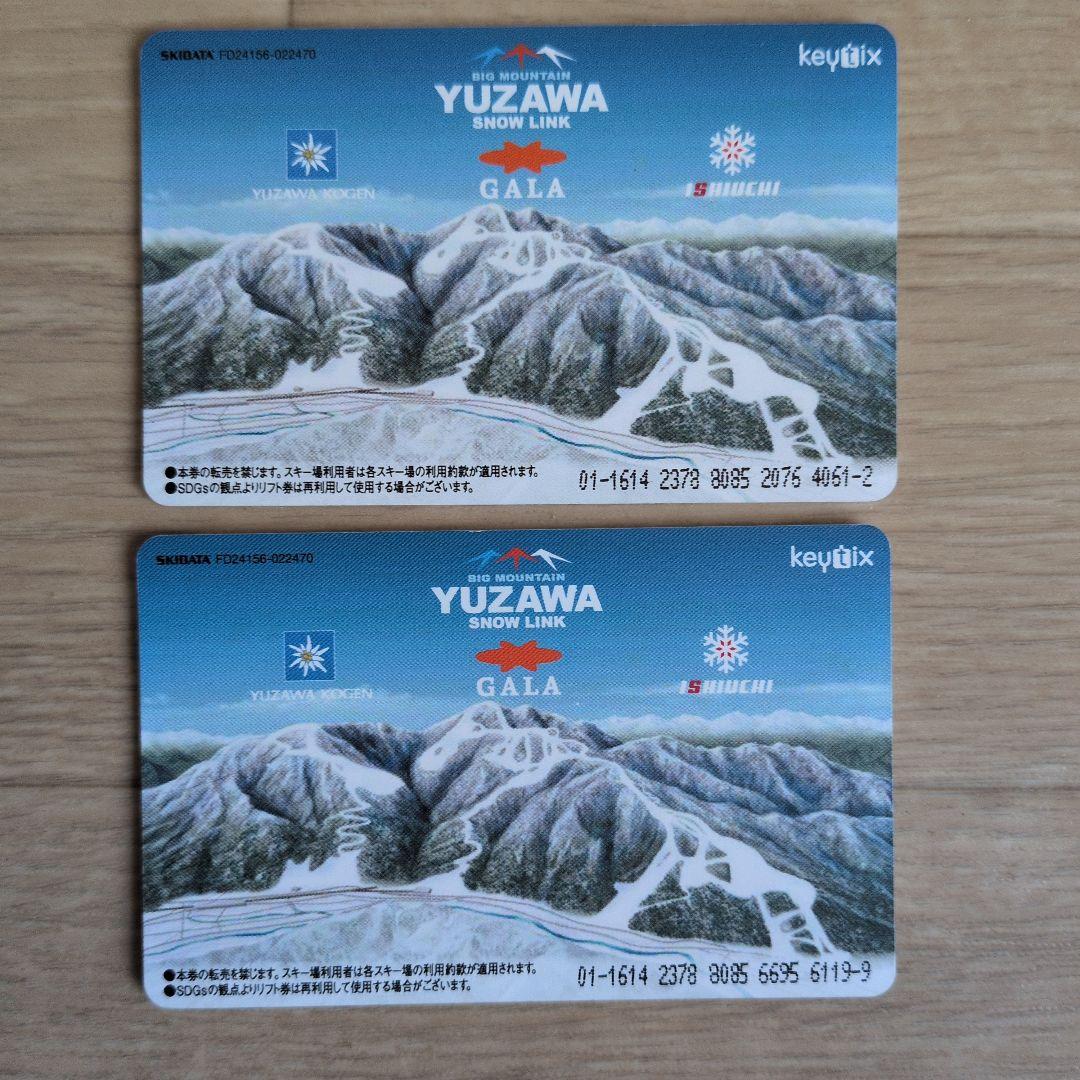 SKIDATA FD24156-022470
keytix
BIG MOUNTAIN
YUZAWA
SNOW LINK
YUZAWA KOGEN
GALA
ISHIUCHI
●本券の転売を禁じます。スキー場利用者は各スキー場の利用約款が適用されます。
●SDGsの観点よりリフト券は再利用して使用する場合がございます。
01-1614 2378 8085 2076 4061-2
SKIDATA FD24156-022470
keytix
BIG MOUNTAIN
YUZAWA
SNOW LINK
YUZAWA KOGEN
GALA
ISHIUCHI
●本券の転売を禁じます。スキー場利用者は各スキー場の利用約款が適用されます。
●SDGsの観点よりリフト券は再利用して使用する場合がございます。
01-1614 2378 8085 6695 6119-9